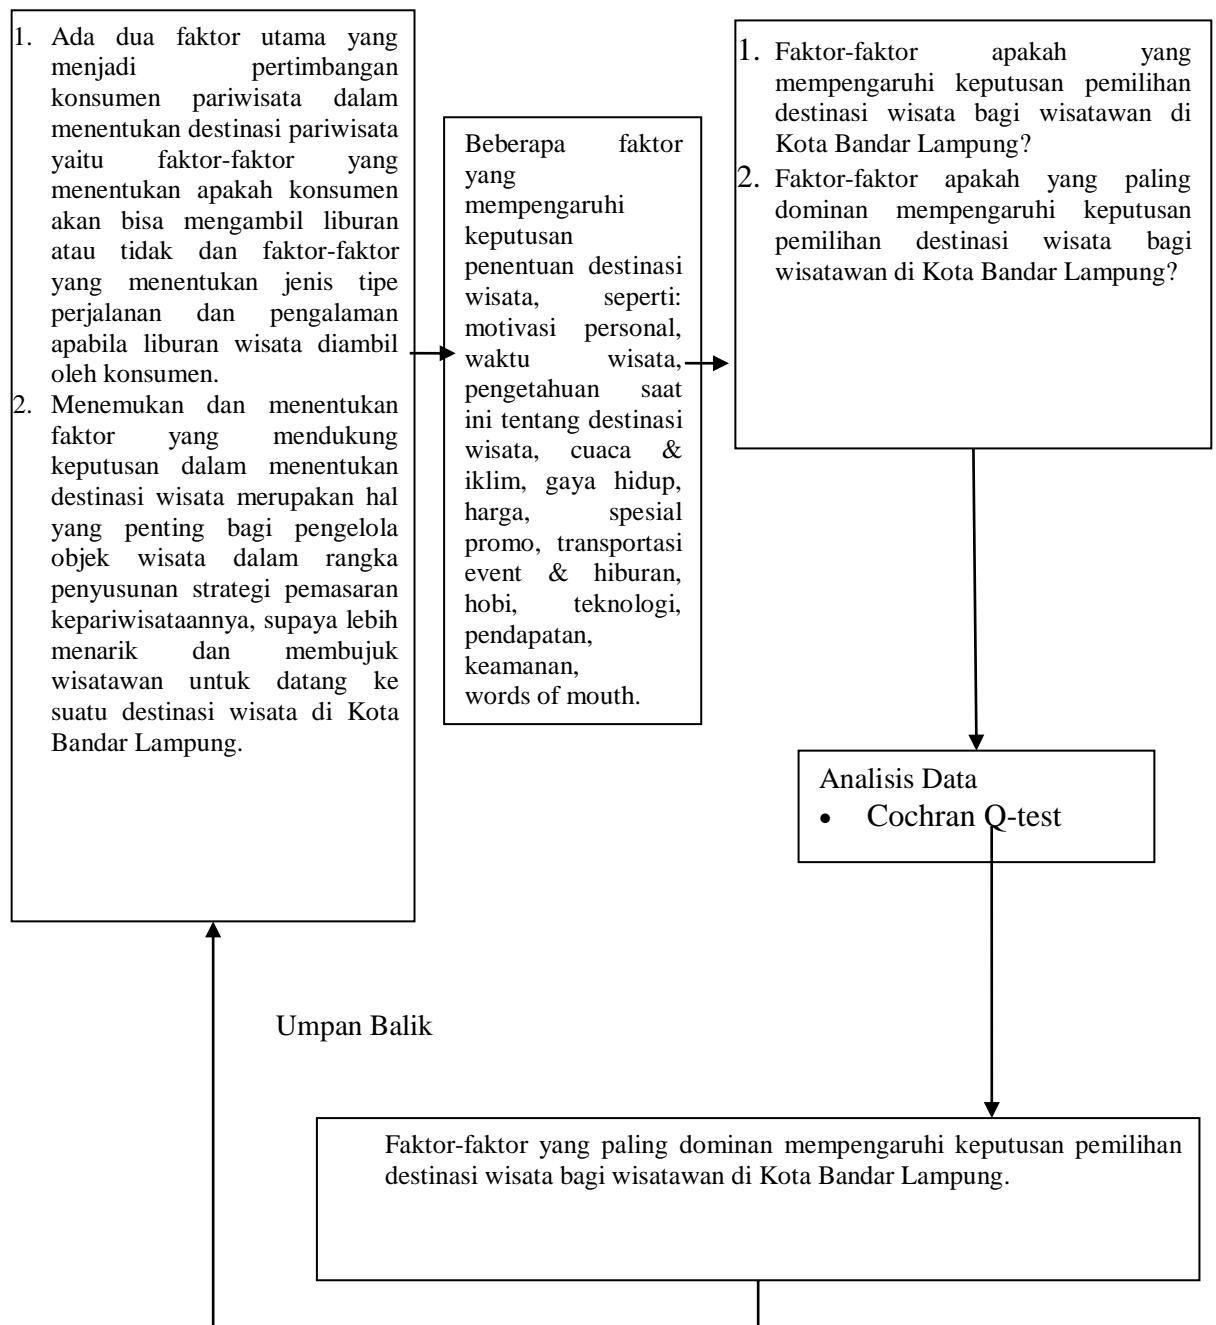 1. Ada dua faktor utama yang
menjadi pertimbangan
konsumen pariwisata dalam
menentukan destinasi pariwisata
yaitu faktor-faktor yang
menentukan apakah konsumen
akan bisa mengambil liburan
atau tidak dan faktor-faktor
yang menentukan jenis tipe
perjalanan dan pengalaman
apabila liburan wisata diambil
oleh konsumen.
2. Menemukan dan menentukan
faktor yang mendukung
keputusan dalam menentukan
destinasi wisata merupakan hal
yang penting bagi pengelola
objek wisata dalam rangka
penyusunan strategi pemasaran
kepariwisataannya, supaya lebih
menarik dan membujuk
wisatawan untuk datang ke
suatu destinasi wisata di Kota
Bandar Lampung.
Beberapa faktor
yang
mempengaruhi
keputusan
penentuan destinasi
wisata, seperti:
motivasi personal,
waktu wisata,
pengetahuan saat
ini tentang destinasi
wisata, cuaca &
iklim, gaya hidup,
harga, spesial
promo, transportasi
event & hiburan,
hobi, teknologi,
pendapatan,
keamanan,
words of mouth.
1. Faktor-faktor apakah yang
mempengaruhi keputusan pemilihan
destinasi wisata bagi wisatawan di
Kota Bandar Lampung?
2. Faktor-faktor apakah yang paling
dominan mempengaruhi keputusan
pemilihan destinasi wisata bagi
wisatawan di Kota Bandar Lampung?
Analisis Data
• Cochran Q-test
Umpan Balik
Faktor-faktor yang paling dominan mempengaruhi keputusan pemilihan
destinasi wisata bagi wisatawan di Kota Bandar Lampung.